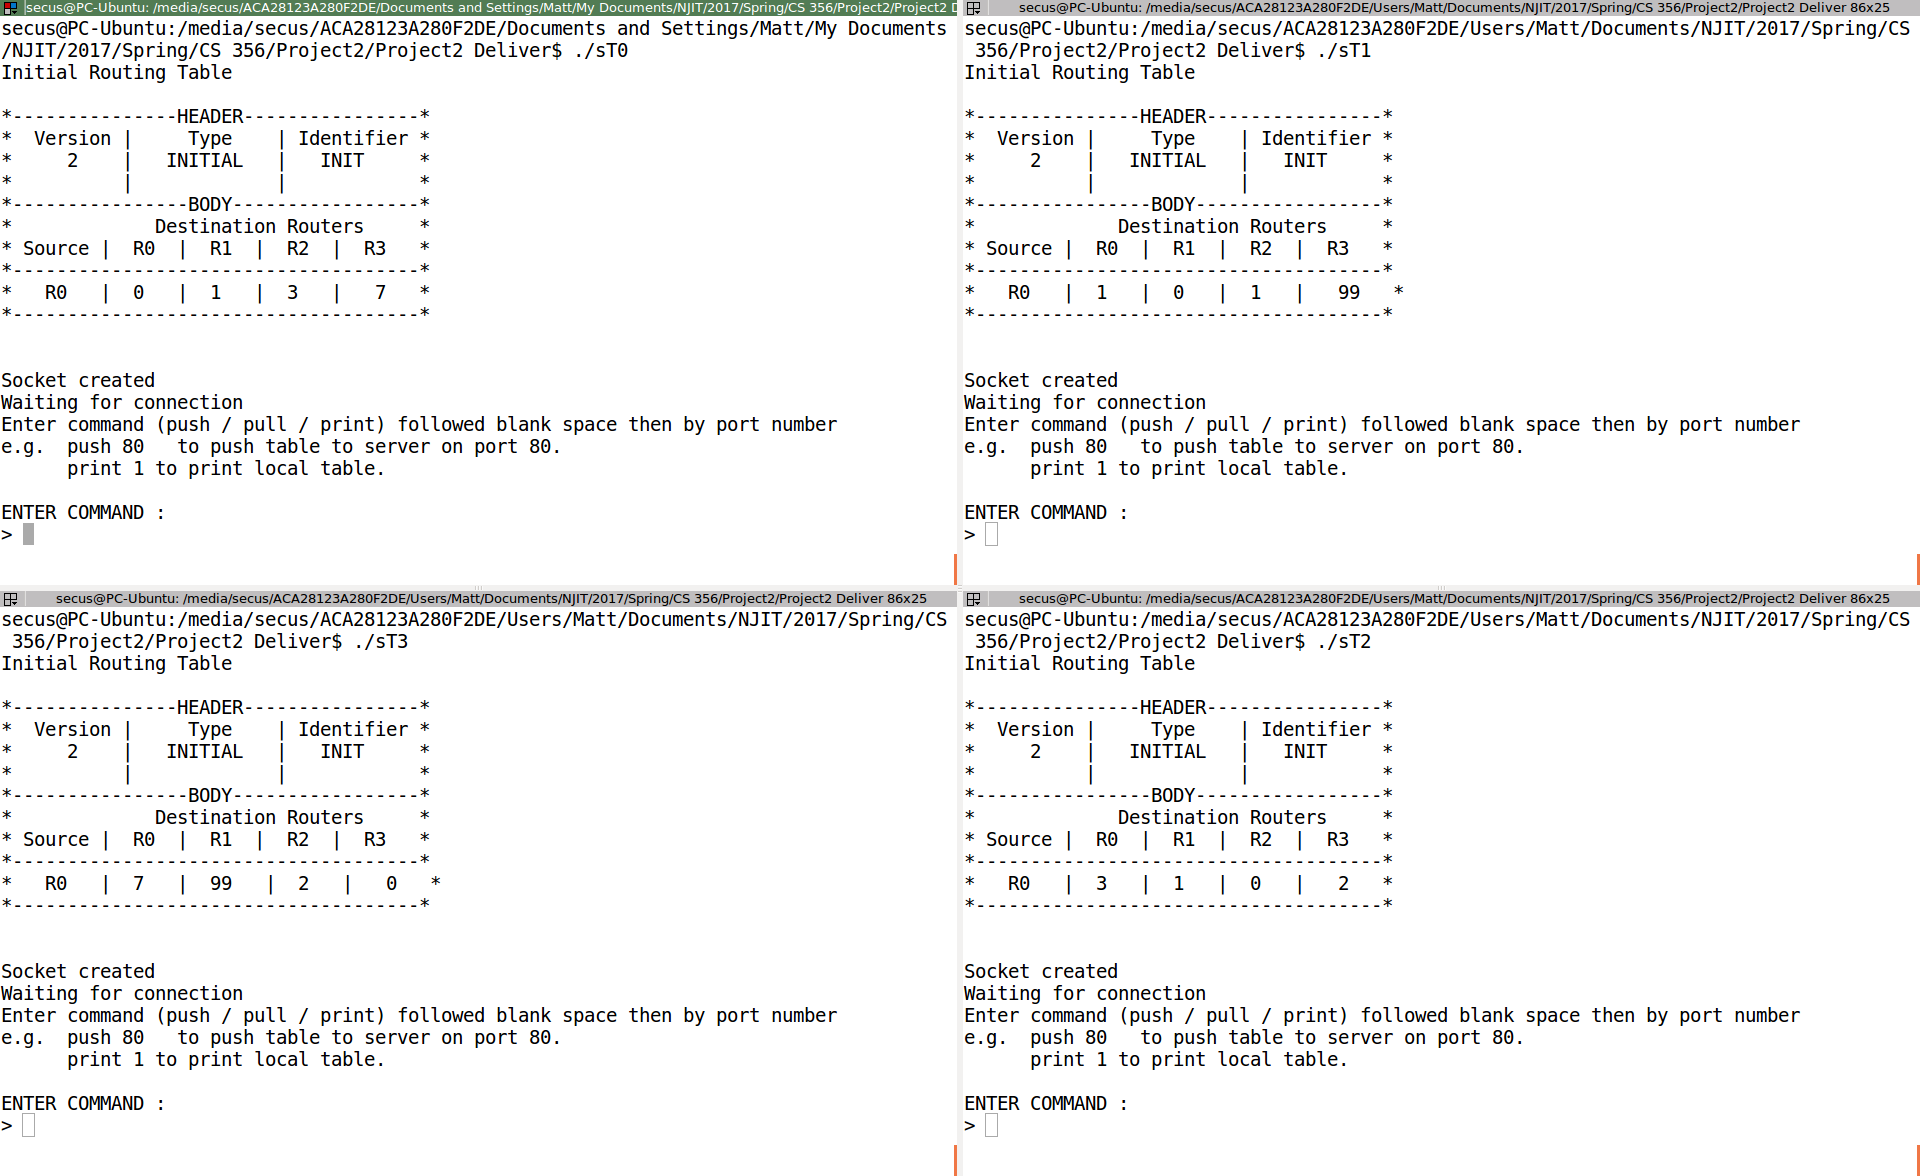 secus@PC-Ubuntu: /media/secus/ACA28123A280F2DE/Documents and Settings/Matt/My Documents/NJIT/2017/Spring/CS 356/Project2/Project2 D
secus@PC-Ubuntu:/media/secus/ACA28123A280F2DE/Documents and Settings/Matt/My Documents
/NJIT/2017/Spring/CS 356/Project2/Project2 Deliver$ ./sT0
Initial Routing Table

*---------------HEADER----------------*
*  Version |     Type    | Identifier *
*     2    |   INITIAL   |   INIT     *
*          |             |            *
*----------------BODY-----------------*
*             Destination Routers     *
* Source |  R0  |  R1  |  R2  |  R3   *
*-------------------------------------*
*   R0   |  0   |  1   |  3   |   7   *
*-------------------------------------*

Socket created
Waiting for connection
Enter command (push / pull / print) followed blank space then by port number
e.g.  push 80   to push table to server on port 80.
      print 1 to print local table.

ENTER COMMAND :
>
secus@PC-Ubuntu: /media/secus/ACA28123A280F2DE/Users/Matt/Documents/NJIT/2017/Spring/CS 356/Project2/Project2 Deliver 86x25
secus@PC-Ubuntu:/media/secus/ACA28123A280F2DE/Users/Matt/Documents/NJIT/2017/Spring/CS
 356/Project2/Project2 Deliver$ ./sT1
Initial Routing Table

*---------------HEADER----------------*
*  Version |     Type    | Identifier *
*     2    |   INITIAL   |   INIT     *
*          |             |            *
*----------------BODY-----------------*
*             Destination Routers     *
* Source |  R0  |  R1  |  R2  |  R3   *
*-------------------------------------*
*   R0   |  1   |  0   |  1   |   99   *
*-------------------------------------*

Socket created
Waiting for connection
Enter command (push / pull / print) followed blank space then by port number
e.g.  push 80   to push table to server on port 80.
      print 1 to print local table.

ENTER COMMAND :
>
secus@PC-Ubuntu: /media/secus/ACA28123A280F2DE/Users/Matt/Documents/NJIT/2017/Spring/CS 356/Project2/Project2 Deliver 86x25
secus@PC-Ubuntu:/media/secus/ACA28123A280F2DE/Users/Matt/Documents/NJIT/2017/Spring/CS
 356/Project2/Project2 Deliver$ ./sT3
Initial Routing Table

*---------------HEADER----------------*
*  Version |     Type    | Identifier *
*     2    |   INITIAL   |   INIT     *
*          |             |            *
*----------------BODY-----------------*
*             Destination Routers     *
* Source |  R0  |  R1  |  R2  |  R3   *
*-------------------------------------*
*   R0   |  7   |  99   |  2   |   0   *
*-------------------------------------*

Socket created
Waiting for connection
Enter command (push / pull / print) followed blank space then by port number
e.g.  push 80   to push table to server on port 80.
      print 1 to print local table.

ENTER COMMAND :
>
secus@PC-Ubuntu: /media/secus/ACA28123A280F2DE/Users/Matt/Documents/NJIT/2017/Spring/CS 356/Project2/Project2 Deliver 86x25
secus@PC-Ubuntu:/media/secus/ACA28123A280F2DE/Users/Matt/Documents/NJIT/2017/Spring/CS
 356/Project2/Project2 Deliver$ ./sT2
Initial Routing Table

*---------------HEADER----------------*
*  Version |     Type    | Identifier *
*     2    |   INITIAL   |   INIT     *
*          |             |            *
*----------------BODY-----------------*
*             Destination Routers     *
* Source |  R0  |  R1  |  R2  |  R3   *
*-------------------------------------*
*   R0   |  3   |  1   |  0   |   2   *
*-------------------------------------*

Socket created
Waiting for connection
Enter command (push / pull / print) followed blank space then by port number
e.g.  push 80   to push table to server on port 80.
      print 1 to print local table.

ENTER COMMAND :
>